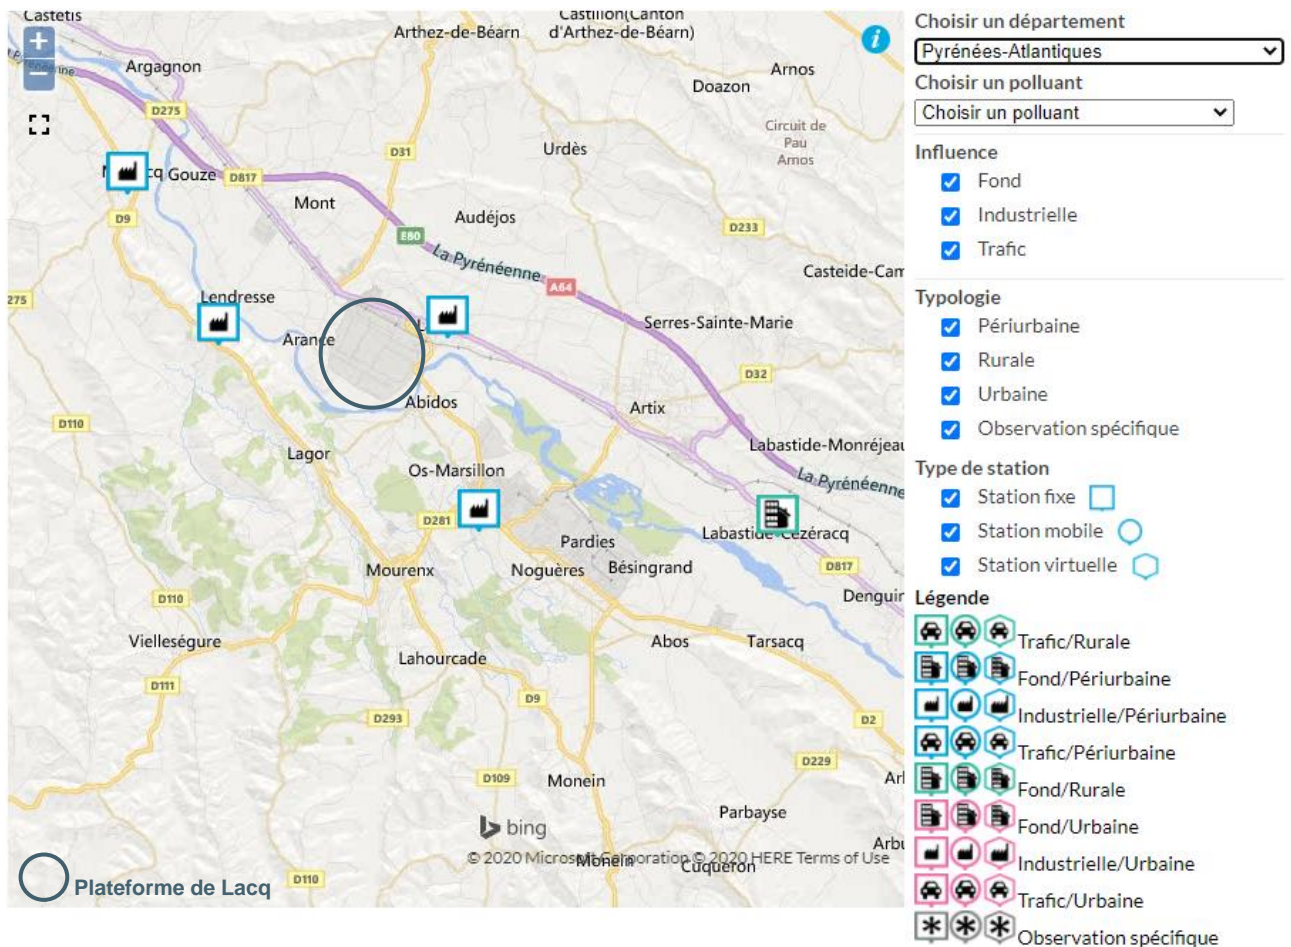 Castetis
Castillon(Canton
d'Arthez-de-Béarn)
Arthez-de-Béarn
Argagnon
Arnos
Doazon
D275
Circuit de
Pau
Arnos
D31
Urdès
cq Gouze
D817
Mont
D9
Audéjos
D233
E80
La Pyrénéenne
A64
Casteide-Cam
275
Lendresse
Arance
Serres-Sainte-Marie
D32
Abidos
Artix
D110
Lagor
Labastide-Monréjeau
Os-Marsillon
La Pyrénéenne
D281
Labastide-Cézéracq
Pardies
Mourenx
Noguères
Bésingrand
D817
D110
Denguin
Vielleségure
Abos
Tarsacq
Lahourcade
D111
D9
D293
D2
D229
D109
Monein
Parbayse
bing
© 2020 Microsoft Corporation © 2020 HERE Terms of Use
Monein
Cuqueron
D110
Plateforme de Lacq
Choisir un département
Pyrénées-Atlantiques
Choisir un polluant
Choisir un polluant
Influence
Fond
Industrielle
Trafic
Typologie
Périurbaine
Rurale
Urbaine
Observation spécifique
Type de station
Station fixe
Station mobile
Station virtuelle
Légende
Trafic/Rurale
Fond/Périurbaine
Industrielle/Périurbaine
Trafic/Périurbaine
Fond/Rurale
Fond/Urbaine
Industrielle/Urbaine
Trafic/Urbaine
Observation spécifique